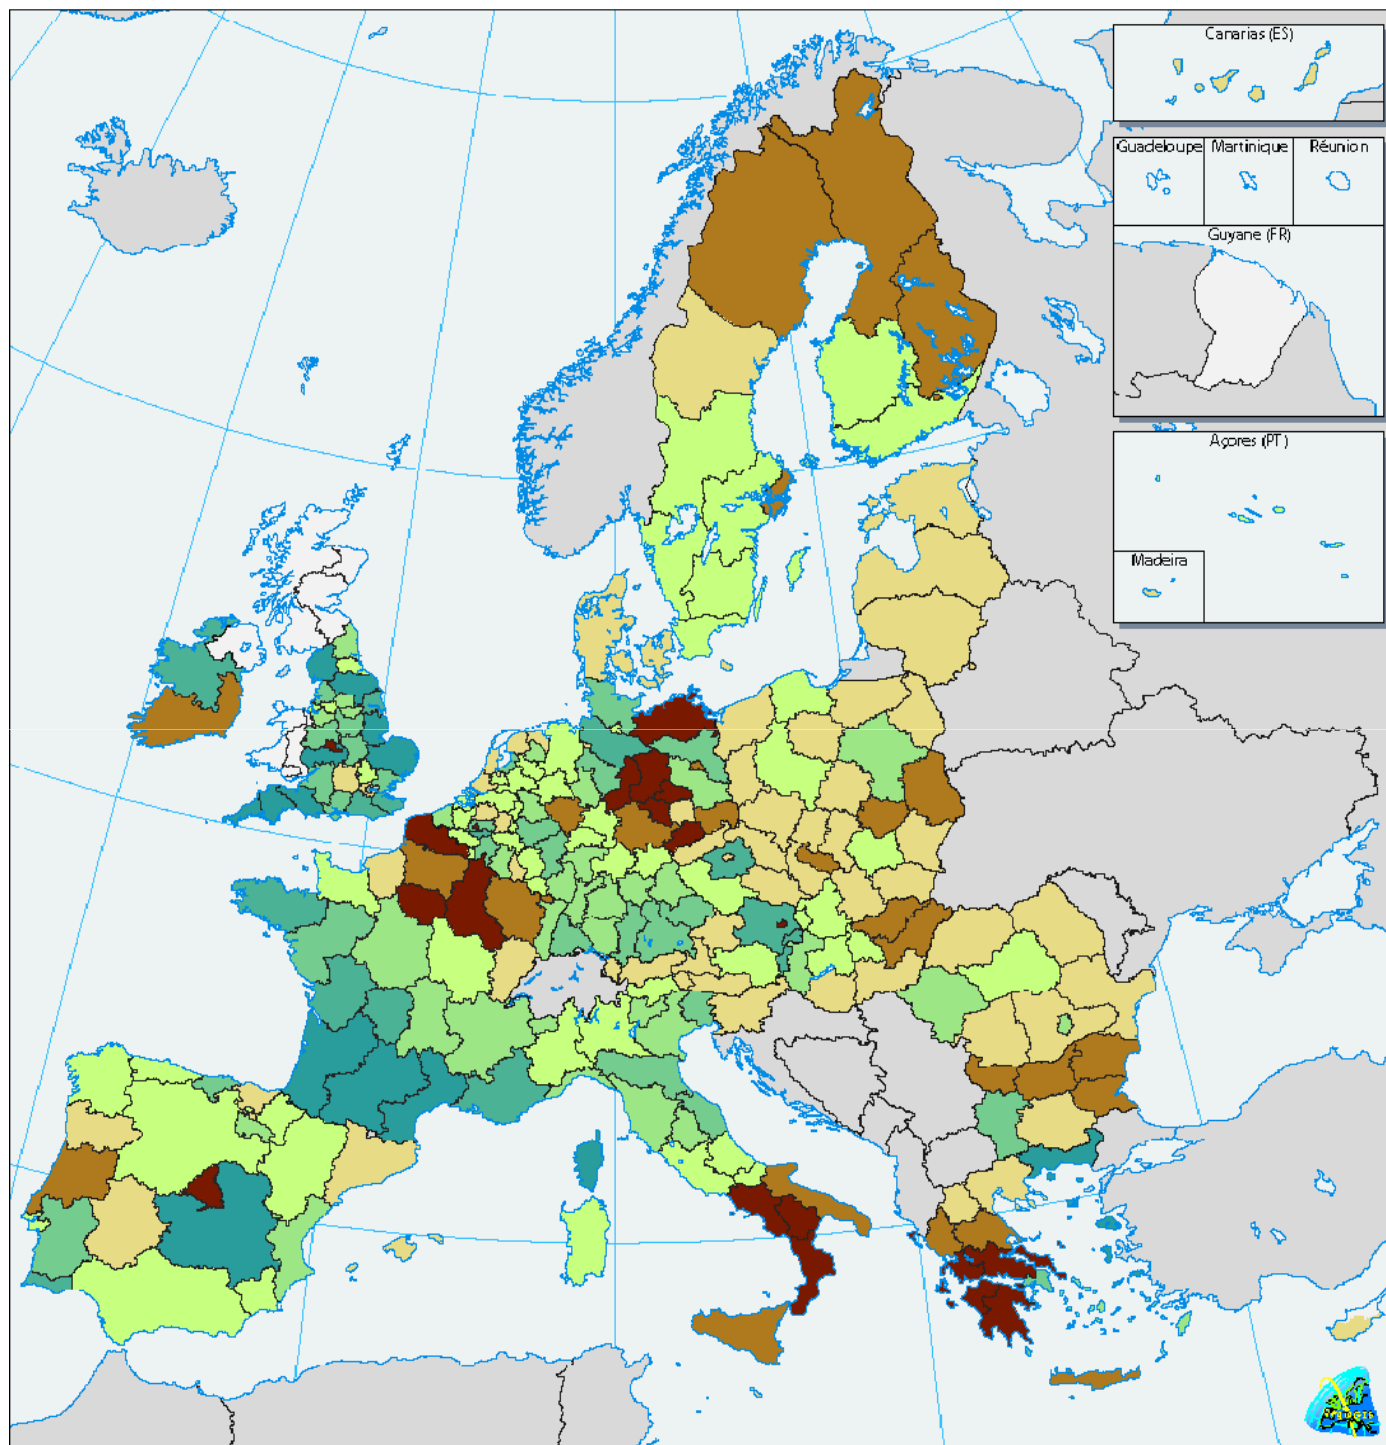 Canarias (ES)
Guadeloupe Martinique Réunion
Guyane (FR)
Açores (PT)
Madeira